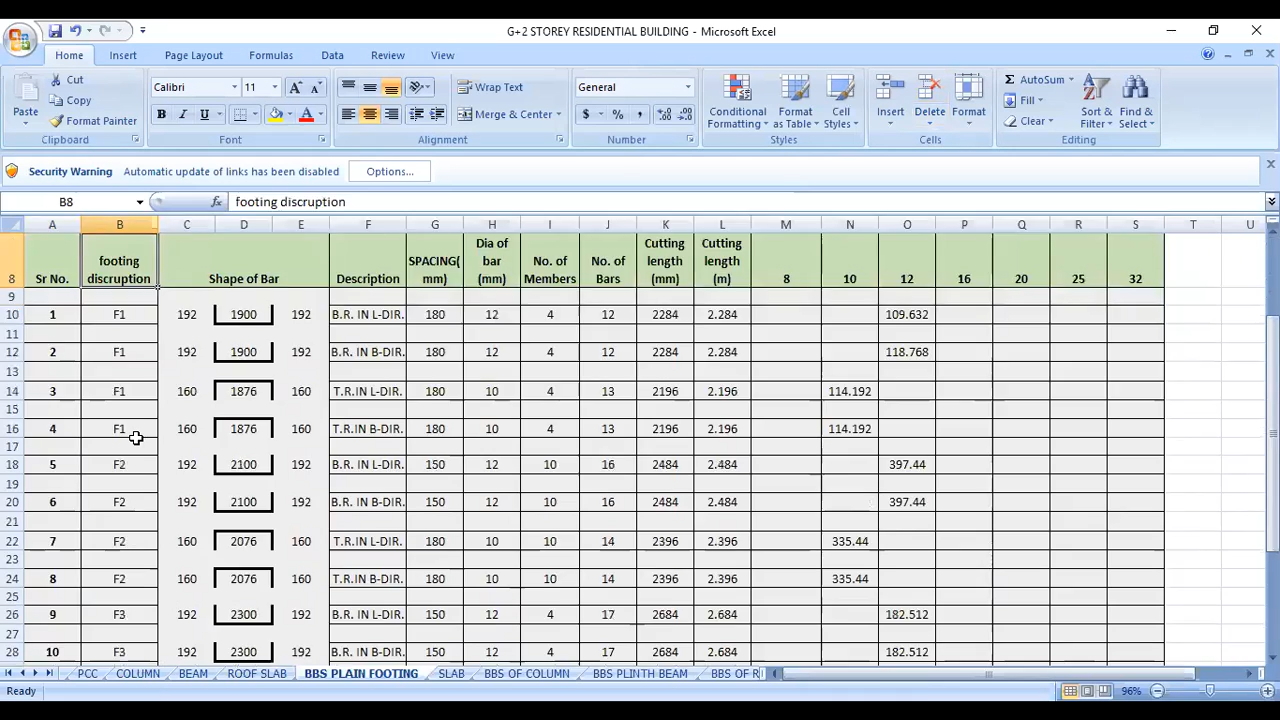 G+2 STOREY RESIDENTIAL BUILDING - Microsoft Excel
Home Insert Page Layout Formulas Data Review View
Paste Cut Copy Format Painter Clipboard
Calibri 11 A A B I U A Font
Wrap Text Merge & Center Alignment
General $ % , Number
Conditional Formatting Format as Table Cell Styles Styles
Insert Delete Format Cells
Σ AutoSum Fill Clear Sort & Filter Find & Select Editing
Security Warning Automatic update of links has been disabled Options...
B8 fx footing discruption
A B C D E F G H I J K L M N O P Q R S T U
8 Sr No. footing discruption Shape of Bar Description SPACING(mm) Dia of bar (mm) No. of Members No. of Bars Cutting length (mm) Cutting length (m) 8 10 12 16 20 25 32
9
10 1 F1 192 1900 192 B.R. IN L-DIR. 180 12 4 12 2284 2.284 109.632
11
12 2 F1 192 1900 192 B.R. IN B-DIR. 180 12 4 12 2284 2.284 118.768
13
14 3 F1 160 1876 160 T.R.IN L-DIR. 180 10 4 13 2196 2.196 114.192
15
16 4 F1 160 1876 160 T.R.IN B-DIR. 180 10 4 13 2196 2.196 114.192
17
18 5 F2 192 2100 192 B.R. IN L-DIR. 150 12 10 16 2484 2.484 397.44
19
20 6 F2 192 2100 192 B.R. IN B-DIR. 150 12 10 16 2484 2.484 397.44
21
22 7 F2 160 2076 160 T.R.IN L-DIR. 180 10 10 14 2396 2.396 335.44
23
24 8 F2 160 2076 160 T.R.IN B-DIR. 180 10 10 14 2396 2.396 335.44
25
26 9 F3 192 2300 192 B.R. IN L-DIR. 150 12 4 17 2684 2.684 182.512
27
28 10 F3 192 2300 192 B.R. IN B-DIR. 150 12 4 17 2684 2.684 182.512
PCC COLUMN BEAM ROOF SLAB BBS PLAIN FOOTING SLAB BBS OF COLUMN BBS PLINTH BEAM BBS OF R
Ready 96%